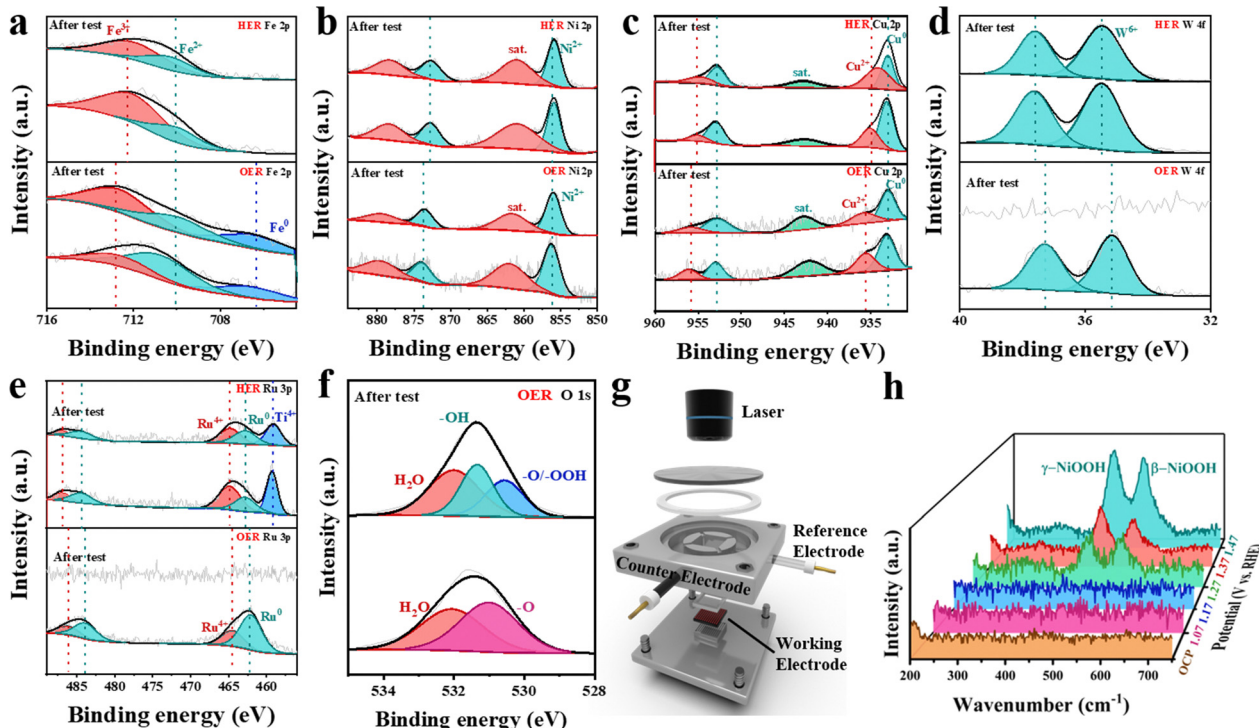 a
After test
HER Fe 2p
Fe³⁺
Fe²⁺
After test
OER Fe 2p
Fe⁰
716
712
708
Binding energy (eV)
Intensity (a.u.)
b
After test
HER Ni 2p
Ni²⁺
sat.
After test
OER Ni 2p
Ni²⁺
sat.
880
875
870
865
860
855
850
Binding energy (eV)
Intensity (a.u.)
c
After test
HER Cu 2p
Cu⁰
Cu²⁺
sat.
After test
OER Cu 2p
Cu⁰
Cu²⁺
sat.
960
955
950
945
940
935
Binding energy (eV)
Intensity (a.u.)
d
After test
HER W 4f
W⁶⁺
After test
OER W 4f
40
36
32
Binding energy (eV)
Intensity (a.u.)
e
HER Ru 3p
After test
Ru⁴⁺
Ru⁰
Ti⁴⁺
OER Ru 3p
After test
Ru⁴⁺
Ru⁰
485
480
475
470
465
460
Binding energy (eV)
Intensity (a.u.)
f
After test
OER O 1s
-OH
H₂O
-O/-OOH
H₂O
-O
534
532
530
528
Binding energy (eV)
Intensity (a.u.)
g
Laser
Reference
Electrode
Counter Electrode
Working
Electrode
h
γ-NiOOH
β-NiOOH
Intensity (a.u.)
200
300
400
500
600
700
Wavenumber (cm⁻¹)
OCP
1.07
1.17
1.27
1.37
1.47
Potential (V vs. RHE)